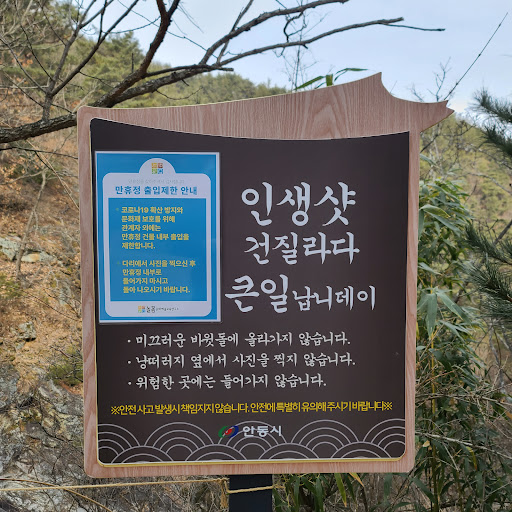 만휴정 출입제한 안내
• 코로나19 확산 방지와
문화재 보호를 위해
관계자 외에는
만휴정 건물 내부 출입을
제한합니다.
• 다리에서 사진을 찍으신 후
만휴정 내부로
들어가지 마시고
돌아 나오시기 바랍니다.
인생샷
건질라다
큰일납니데이
· 미끄러운 바윗돌에 올라가지 않습니다.
· 낭떠러지 옆에서 사진을 찍지 않습니다.
· 위험한 곳에는 들어가지 않습니다.
※안전 사고 발생시 책임지지 않습니다. 안전에 특별히 유의해 주시기 바랍니다※
안동시